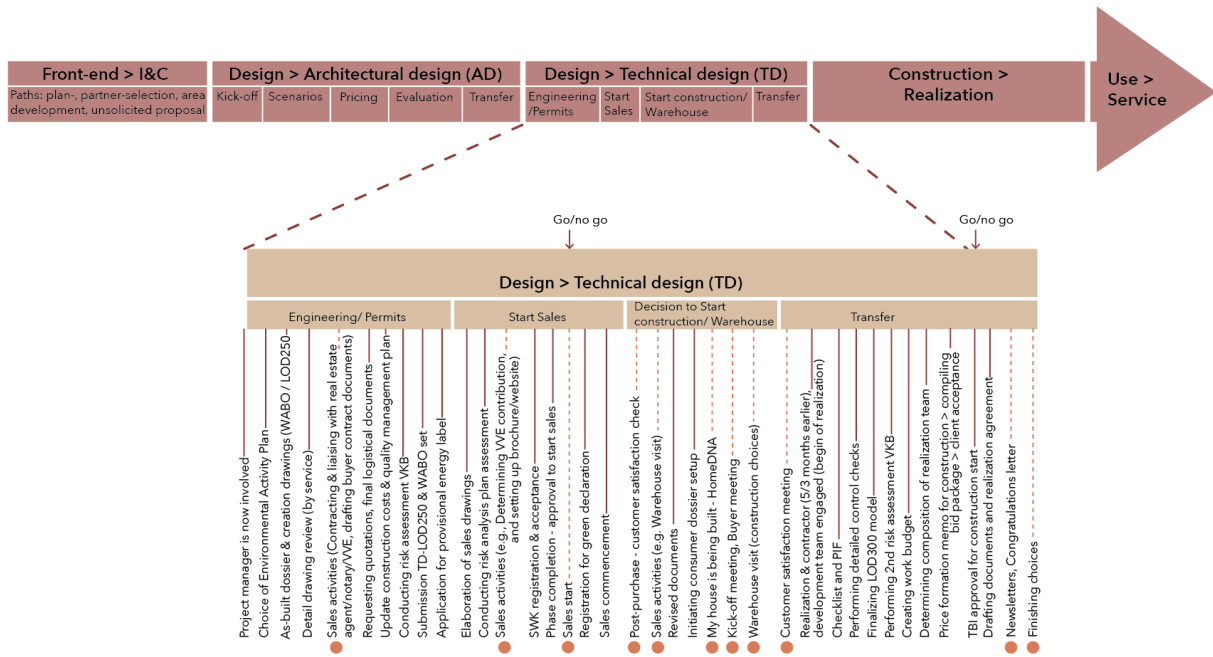 Front-end > I&C
Paths: plan-, partner-selection, area
development, unsolicited proposal
Design > Architectural design (AD)
Kick-off
Scenarios
Pricing
Evaluation
Transfer
Design > Technical design (TD)
Engineering
/Permits
Start
Sales
Start construction/
Warehouse
Transfer
Construction >
Realization
Use >
Service
Go/no go
Go/no go
Design > Technical design (TD)
Engineering/ Permits
Start Sales
Decision to Start
construction/ Warehouse
Transfer
Project manager is now involved
Choice of Environmental Activity Plan
As-built dossier & creation drawings (WABO / LOD250
Detail drawing review (by service)
Sales activities (Contracting & liaising with real estate
agent/notary/VVE, drafting buyer contract documents)
Requesting quotations, final logistical documents
Update construction costs & quality management plan
Conducting risk assessment VKB
Submission TD-LOD250 & WABO set
Application for provisional energy label
Elaboration of sales drawings
Conducting risk analysis plan assessment
Sales activities (e.g., Determining VVE contribution,
and setting up brochure/website)
SWK registration & acceptance
Phase completion - approval to start sales
Sales start
Registration for green declaration
Sales commencement
Post-purchase - customer satisfaction check
Sales activities (e.g. Warehouse visit)
Revised documents
Initiating consumer dossier setup
My house is being built - HomeDNA
Kick-off meeting, Buyer meeting
Warehouse visit (construction choices)
Customer satisfaction meeting
Realization & contractor (5/3 months earlier),
development team engaged (begin of realization)
Checklist and PIF
Performing detailed control checks
Finalizing LOD300 model
Performing 2nd risk assessment VKB
Creating work budget
Determining composition of realization team
Price formation memo for construction > compiling
bid package > client acceptance
TBI approval for construction start
Drafting documents and realization agreement
Newsletters, Congratulations letter
Finishing choices